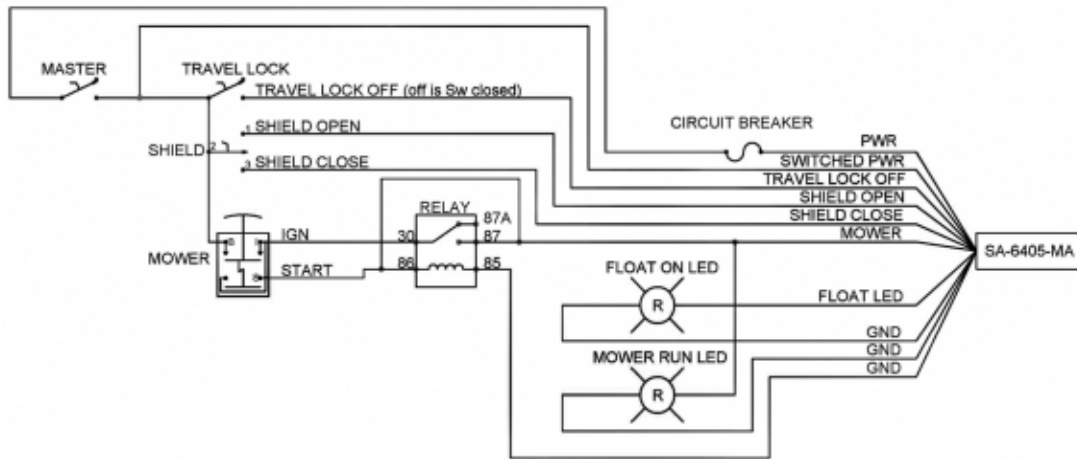 MASTER
TRAVEL LOCK
TRAVEL LOCK OFF (off is Sw closed)
1 SHIELD OPEN
SHIELD 2
3 SHIELD CLOSE
CIRCUIT BREAKER
PWR
SWITCHED PWR
TRAVEL LOCK OFF
SHIELD OPEN
SHIELD CLOSE
MOWER
SA-6405-MA
RELAY
87A
IGN
30
87
MOWER
START
86
85
FLOAT ON LED
R
FLOAT LED
GND
MOWER RUN LED
GND
GND
R